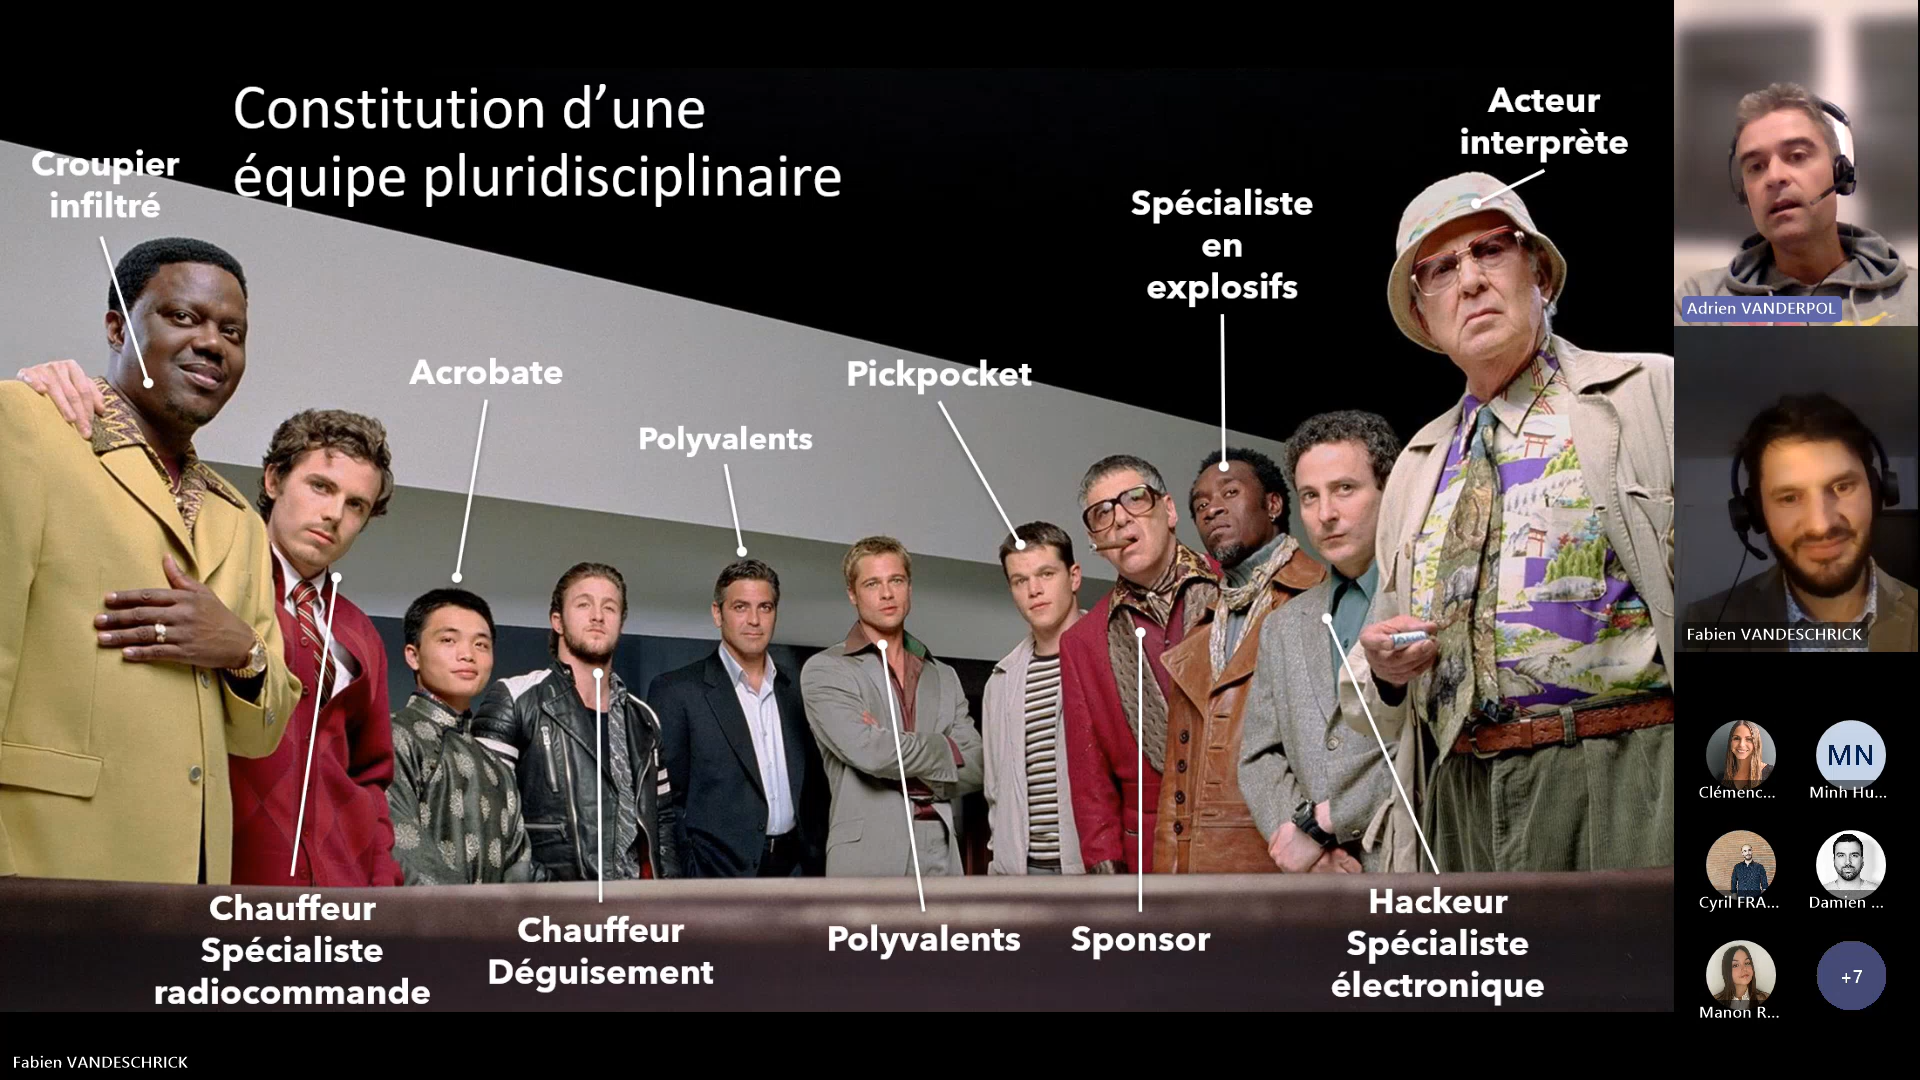 Constitution d’une
équipe pluridisciplinaire
Croupier
infiltré
Acrobate
Polyvalents
Pickpocket
Spécialiste
en
explosifs
Acteur
interprète
Chauffeur
Spécialiste
radiocommande
Chauffeur
Déguisement
Polyvalents
Sponsor
Hackeur
Spécialiste
électronique
Adrien VANDERPOL
Fabien VANDESCHRICK
MN
Clémenc...
Minh Hu...
Cyril FRA...
Damien ...
Manon R...
+7
Fabien VANDESCHRICK